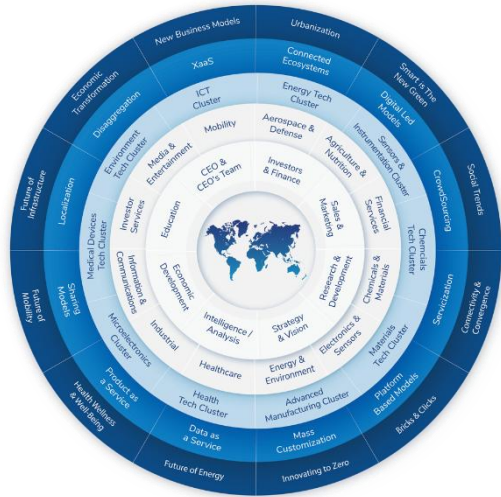 New Business Models
Urbanization
Smart is The
New Green
Social Trends
Connectivity &
Convergence
Bricks & Clicks
Innovating to Zero
Future of Energy
Health Wellness
& Well-Being
Future of
Mobility
Future of
Infrastructure
Economic
Transformation
XaaS
Connected
Ecosystems
Digital Led
Models
CrowdSourcing
Servicization
Platform
Based Models
Mass
Customization
Data as
a Service
Product as
a Service
Sharing
Models
Localization
Disaggregation
ICT
Cluster
Energy Tech
Cluster
Sensors &
Instrumentation Cluster
Chemcials
Tech Cluster
Materials
Tech Cluster
Advanced
Manufacturing Cluster
Health
Tech Cluster
Microelectronics
Cluster
Medical Devices
Tech Cluster
Environment
Tech Cluster
Mobility
Aerospace &
Defense
Agriculture &
Nutrition
Financial
Services
Chemicals &
Materials
Electronics &
Sensors
Energy &
Environment
Healthcare
Industrial
Information &
Communications
Investor
Services
Media &
Entertainment
CEO &
CEO's Team
Investors
& Finance
Sales &
Marketing
Research &
Development
Strategy
& Vision
Intelligence /
Analysis
Economic
Development
Education